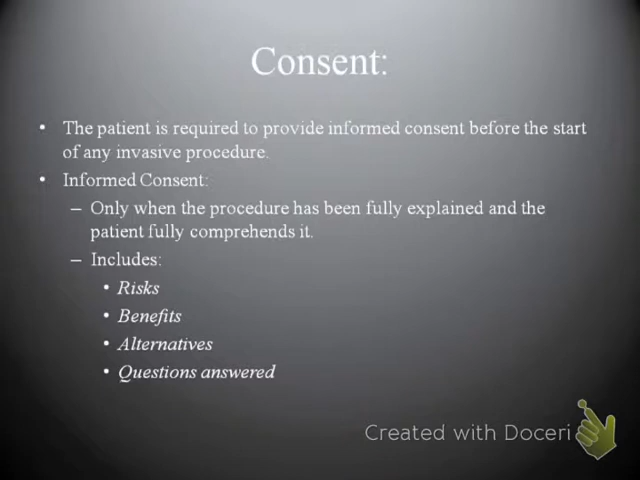 Consent:
• The patient is required to provide informed consent before the start
of any invasive procedure.
• Informed Consent:
– Only when the procedure has been fully explained and the
patient fully comprehends it.
– Includes:
• Risks
• Benefits
• Alternatives
• Questions answered
Created with Doceri